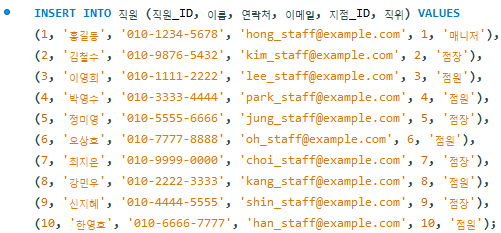 INSERT INTO 직원 (직원_ID, 이름, 연락처, 이메일, 지점_ID, 직위) VALUES
(1, '홍길동', '010-1234-5678', 'hong_staff@example.com', 1, '매니저'),
(2, '김철수', '010-9876-5432', 'kim_staff@example.com', 2, '점장'),
(3, '이영희', '010-1111-2222', 'lee_staff@example.com', 3, '점원'),
(4, '박영수', '010-3333-4444', 'park_staff@example.com', 4, '점원'),
(5, '정미영', '010-5555-6666', 'jung_staff@example.com', 5, '점장'),
(6, '오상호', '010-7777-8888', 'oh_staff@example.com', 6, '점원'),
(7, '최지은', '010-9999-0000', 'choi_staff@example.com', 7, '점장'),
(8, '강민우', '010-2222-3333', 'kang_staff@example.com', 8, '점원'),
(9, '신지혜', '010-4444-5555', 'shin_staff@example.com', 9, '점장'),
(10, '한영호', '010-6666-7777', 'han_staff@example.com', 10, '점원');